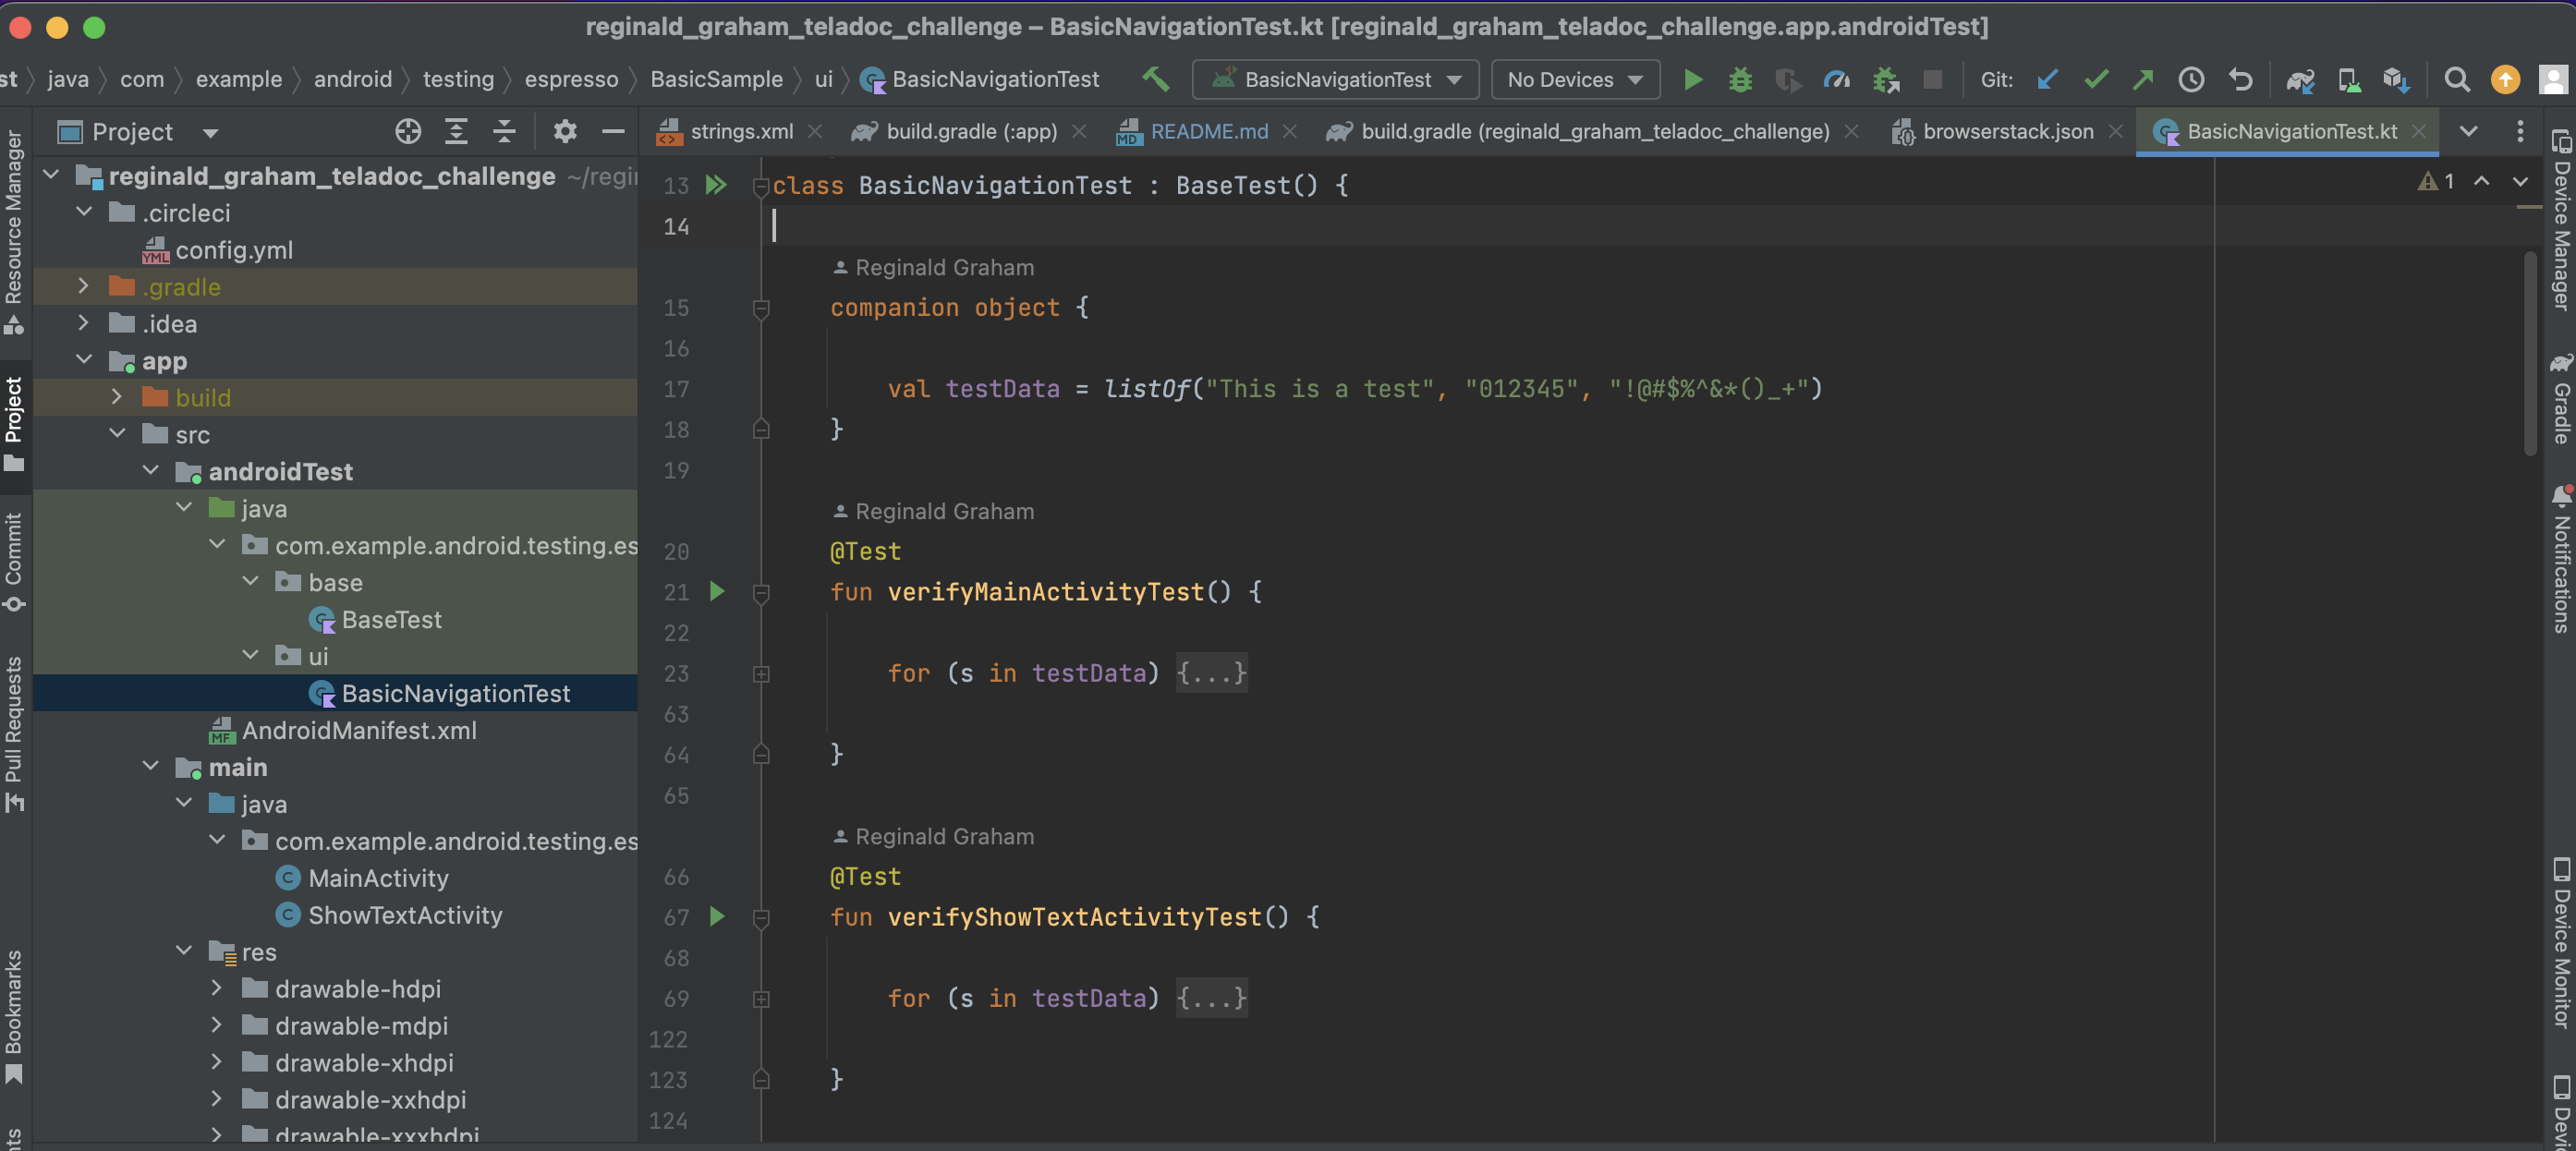 reginald_graham_teladoc_challenge – BasicNavigationTest.kt [reginald_graham_teladoc_challenge.app.androidTest]
st java com example android testing espresso BasicSample ui BasicNavigationTest BasicNavigationTest No Devices Git:
Project
strings.xml build.gradle (:app) README.md build.gradle (reginald_graham_teladoc_challenge) browserstack.json BasicNavigationTest.kt
Resource Manager
Project
Commit
Pull Requests
Bookmarks
nts
reginald_graham_teladoc_challenge ~/regi
.circleci
config.yml
.gradle
.idea
app
build
src
androidTest
java
com.example.android.testing.es
base
BaseTest
ui
BasicNavigationTest
AndroidManifest.xml
main
java
com.example.android.testing.es
MainActivity
ShowTextActivity
res
drawable-hdpi
drawable-mdpi
drawable-xhdpi
drawable-xxhdpi
drawable-xxxhdpi
13 class BasicNavigationTest : BaseTest() {
1
14
Reginald Graham
15 companion object {
16
17 val testData = listOf("This is a test", "012345", "!@#$%^&*()_+")
18 }
19
Reginald Graham
20 @Test
21 fun verifyMainActivityTest() {
22
23 for (s in testData) {...}
63
64 }
65
Reginald Graham
66 @Test
67 fun verifyShowTextActivityTest() {
68
69 for (s in testData) {...}
122
123 }
124
Device Manager
Gradle
Notifications
Device Monitor
Devic